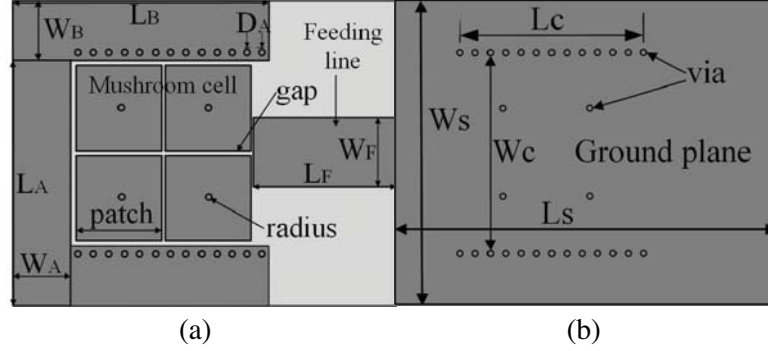 LB
WB
DA
Feeding
line
Mushroom cell
gap
WF
LF
LA
patch
radius
WA
(a)
Lc
via
Ws
Wc
Ground plane
Ls
(b)